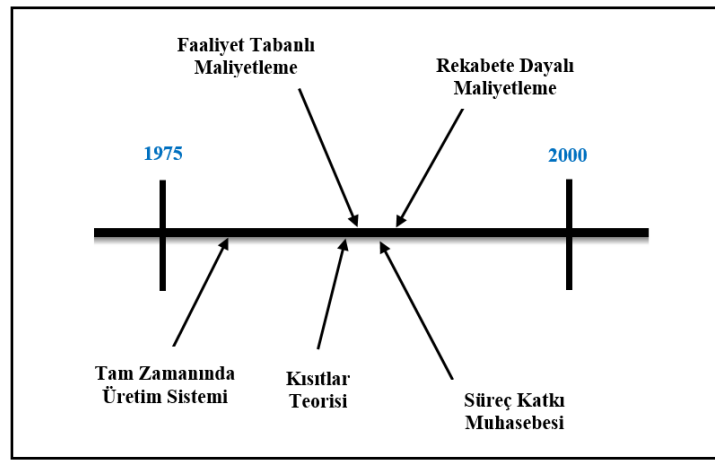 Faaliyet Tabanlı
Maliyetleme
Rekabete Dayalı
Maliyetleme
1975
2000
Tam Zamanında
Üretim Sistemi
Kısıtlar
Teorisi
Süreç Katkı
Muhasebesi